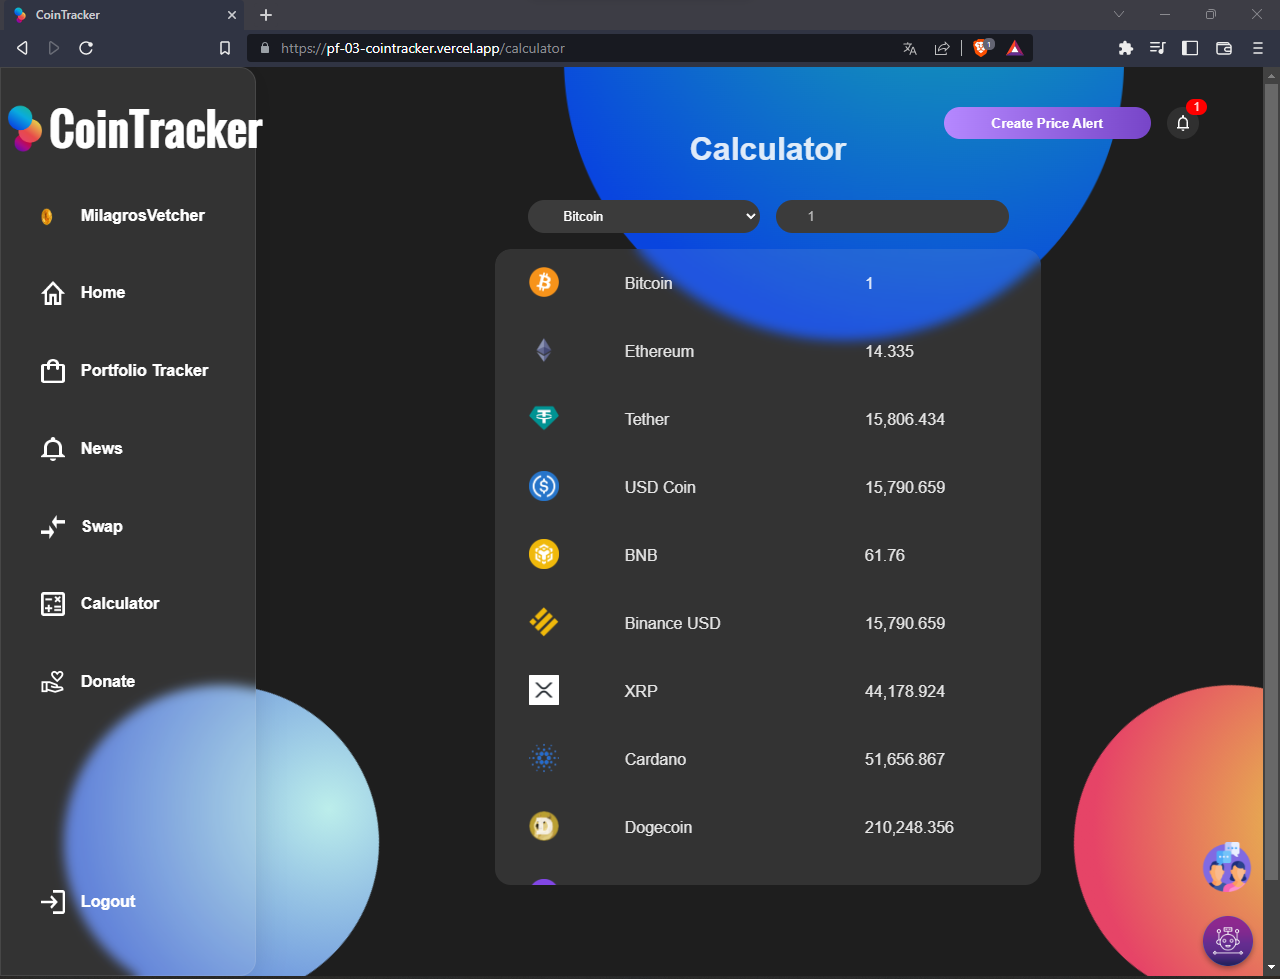 CoinTracker
https://pf-03-cointracker.vercel.app/calculator
1
CoinTracker
MilagrosVetcher
Home
Portfolio Tracker
News
Swap
Calculator
Donate
Logout
Calculator
Create Price Alert
1
Bitcoin
1
Bitcoin 1
Ethereum 14.335
Tether 15,806.434
USD Coin 15,790.659
BNB 61.76
Binance USD 15,790.659
XRP 44,178.924
Cardano 51,656.867
Dogecoin 210,248.356